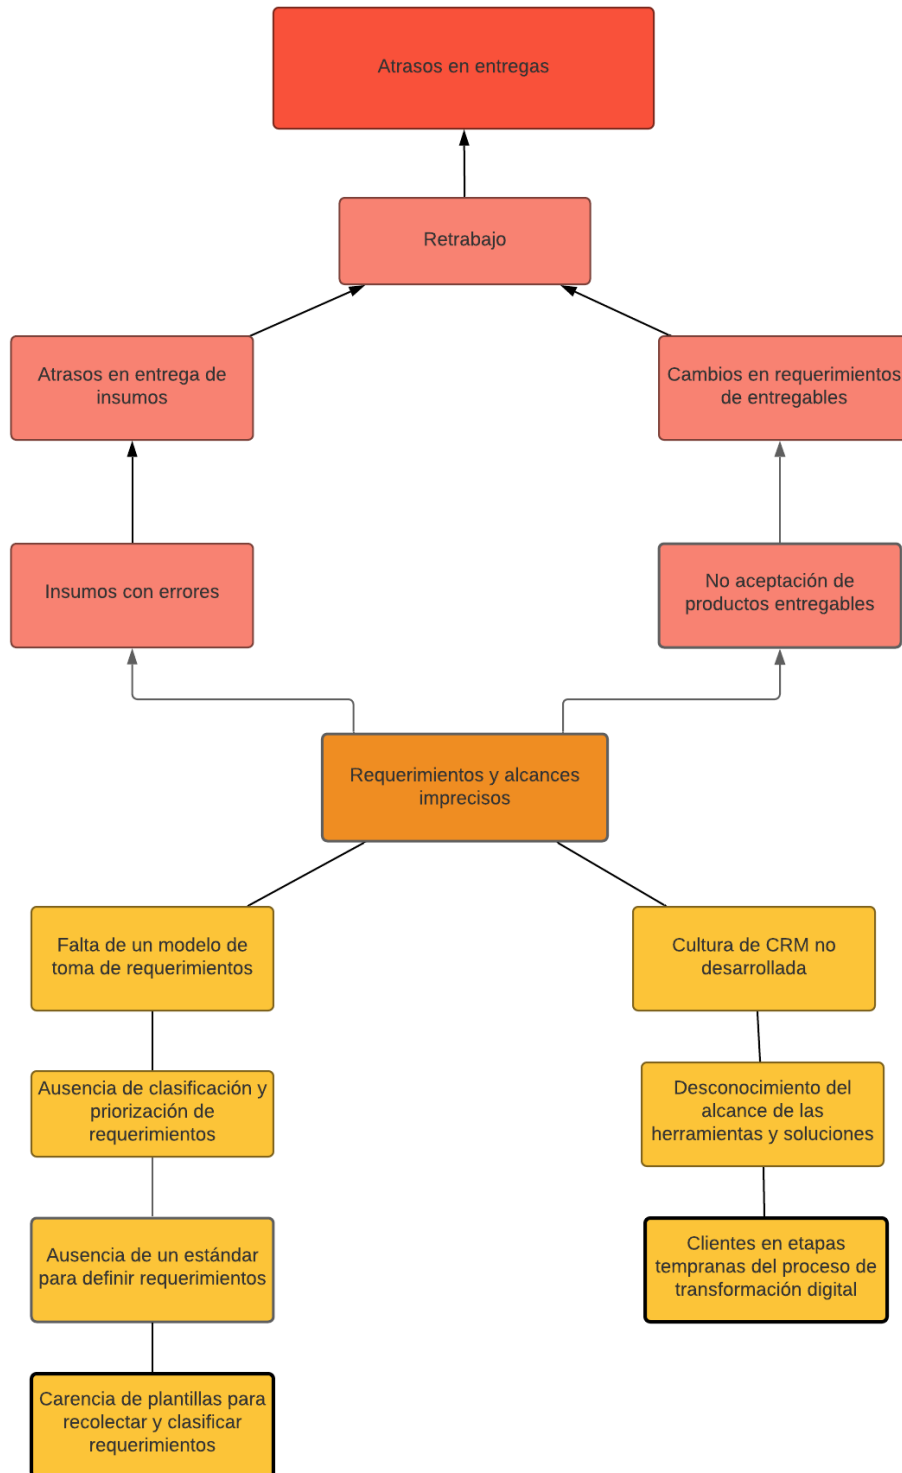 Atrasos en entregas
Retrabajo
Atrasos en entrega de
insumos
Cambios en requerimientos
de entregables
Insumos con errores
No aceptación de
productos entregables
Requerimientos y alcances
imprecisos
Falta de un modelo de
toma de requerimientos
Cultura de CRM no
desarrollada
Ausencia de clasificación y
priorización de
requerimientos
Desconocimiento del
alcance de las
herramientas y soluciones
Ausencia de un estándar
para definir requerimientos
Clientes en etapas
tempranas del proceso de
transformación digital
Carencia de plantillas para
recolectar y clasificar
requerimientos